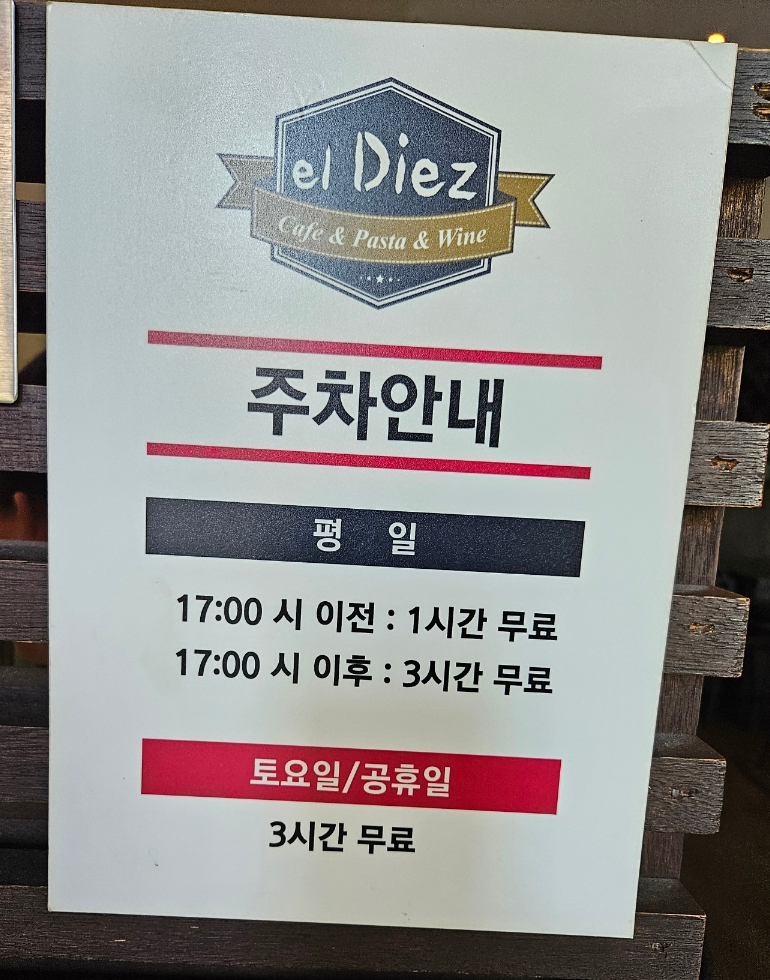 el Diez
Cafe & Pasta & Wine
주차안내
평 일
17:00 시 이전 : 1시간 무료
17:00 시 이후 : 3시간 무료
토요일/공휴일
3시간 무료